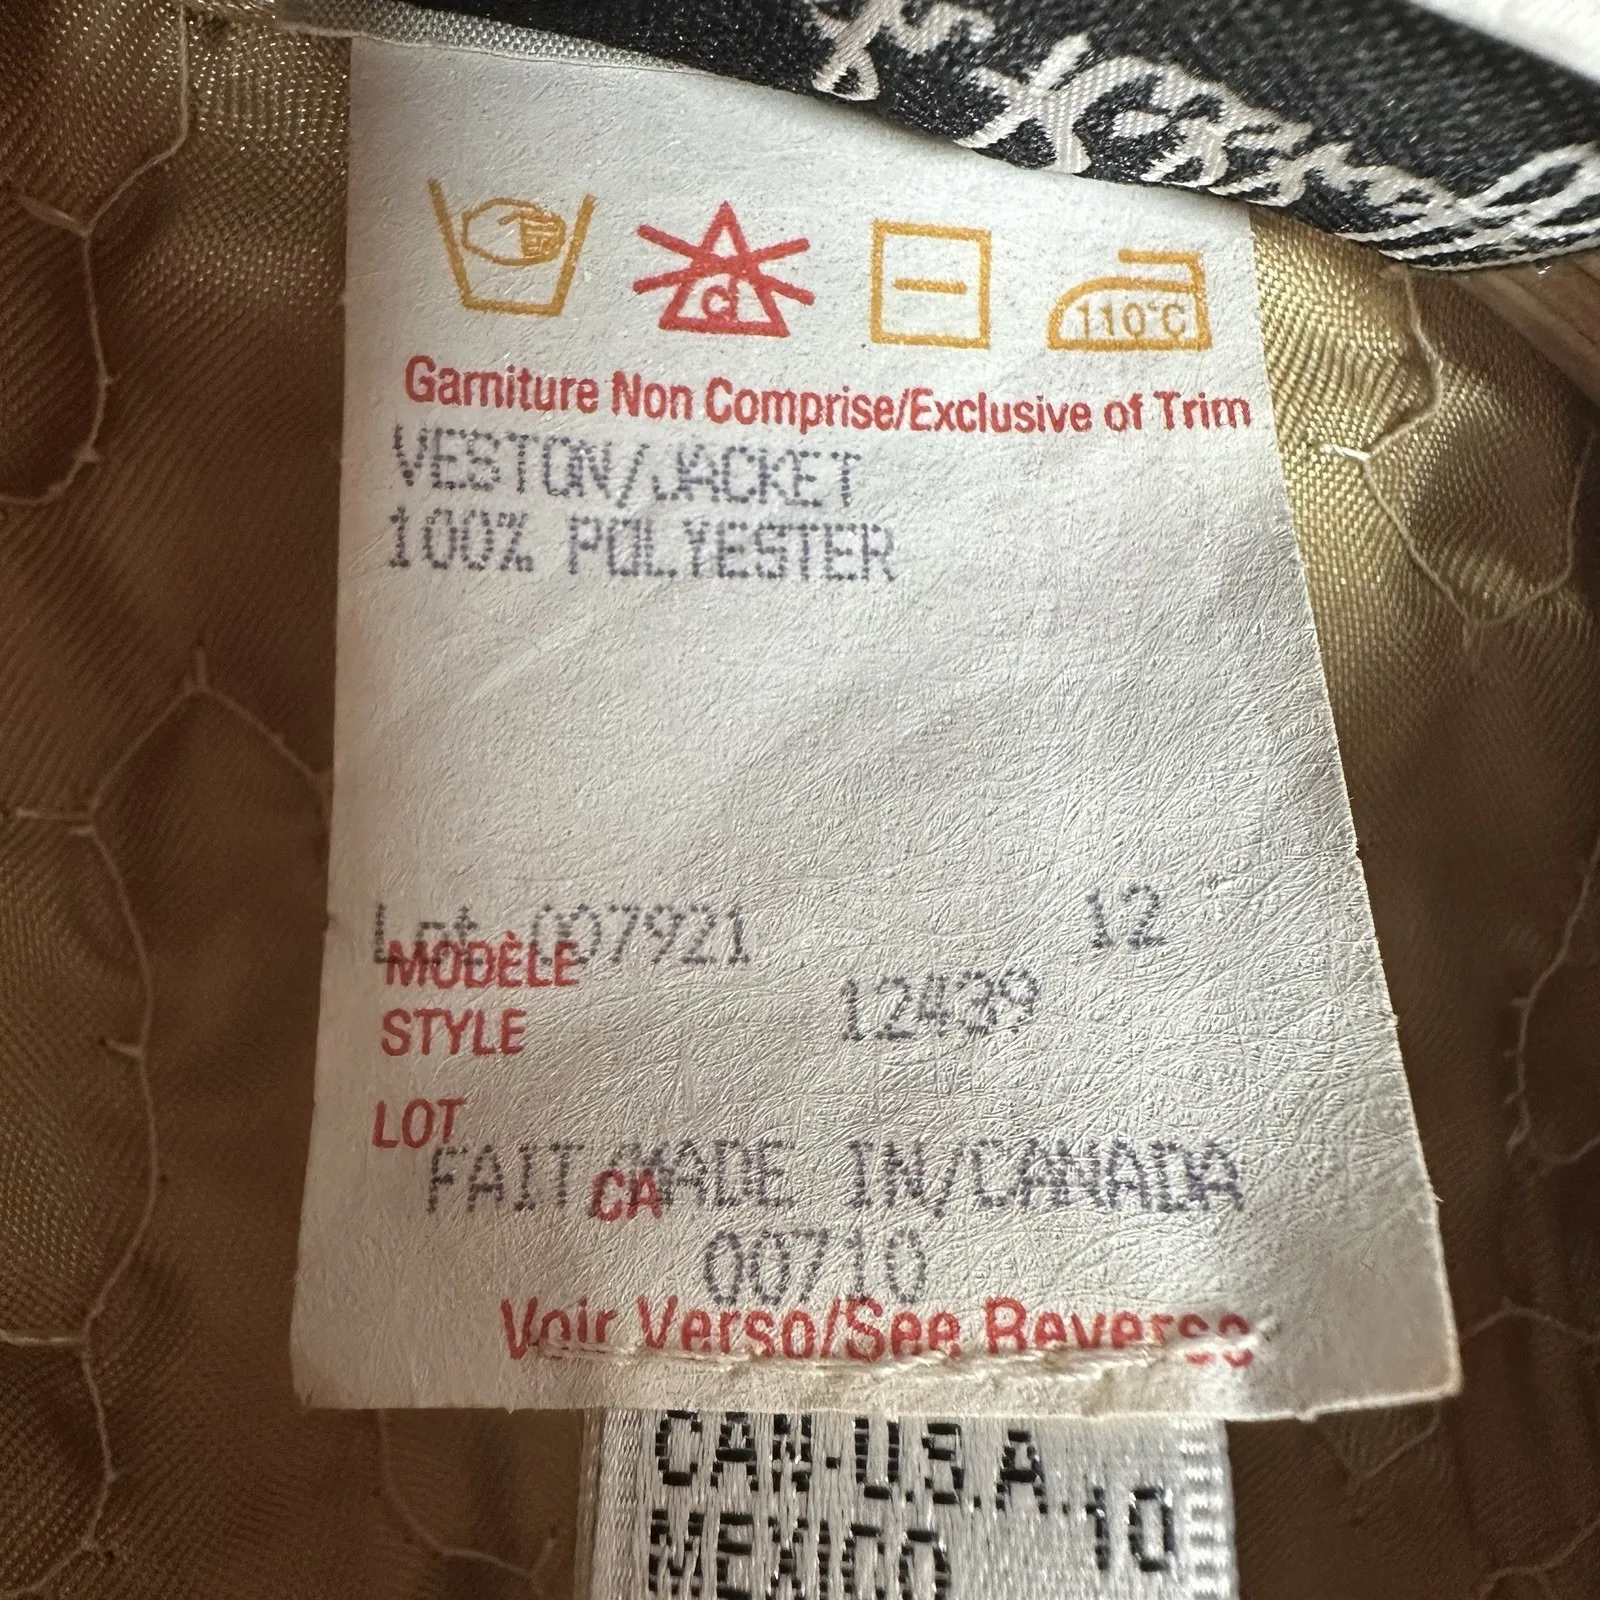 Cl
110°C
Garniture Non Comprise/Exclusive of Trim
VESTON/JACKET
100% POLYESTER
Lot 007921 12
MODÈLE
STYLE 12439
LOT
FAIT MADE IN/CANADA
CA
00710
Voir Verso/See Reverse
CAN.U.S.A.
MEXICO 10